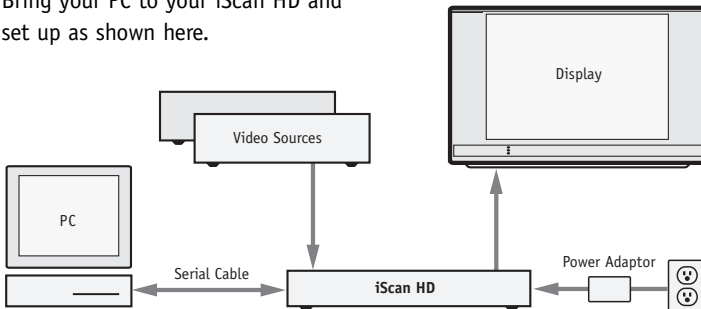 Bring your PC to your iScan HD and
set up as shown here.
Display
Video Sources
PC
Serial Cable
iScan HD
Power Adaptor